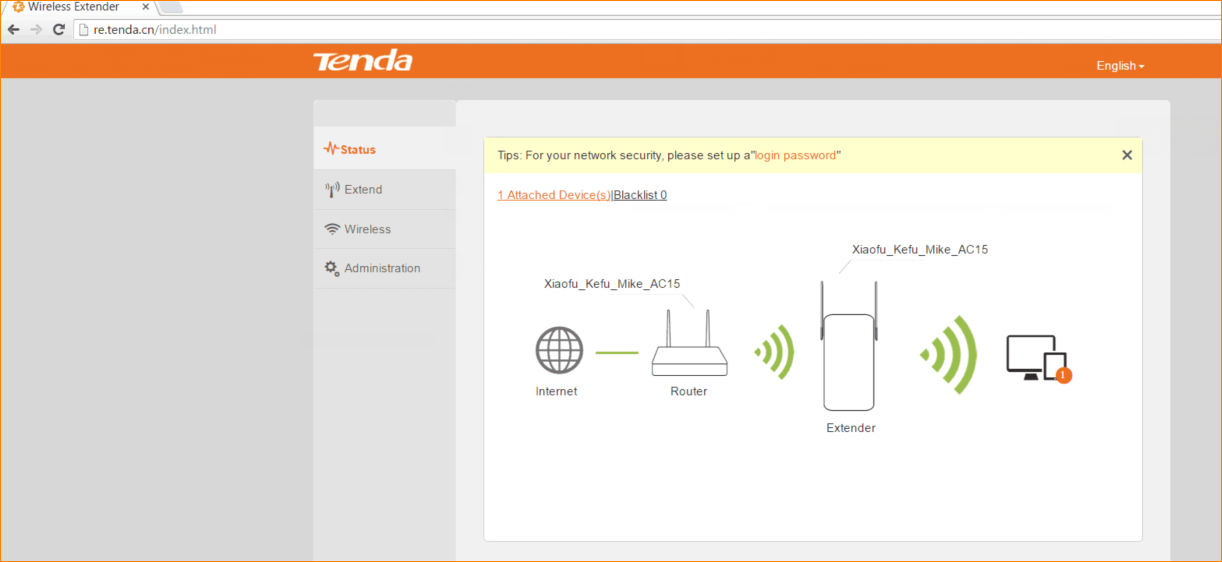 Wireless Extender
re.tenda.cn/index.html
Tenda
English
Status
Extend
Wireless
Administration
Tips: For your network security, please set up a"login password"
1 Attached Device(s)|Blacklist 0
Xiaofu_Kefu_Mike_AC15
Xiaofu_Kefu_Mike_AC15
1
Internet
Router
Extender